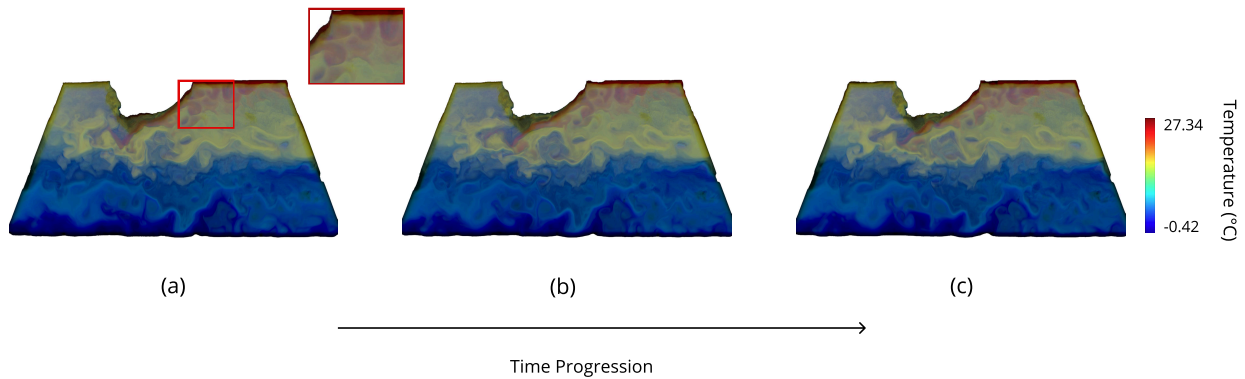 27.34
-0.42
Temperature (°C)
(a)
(b)
(c)
Time Progression